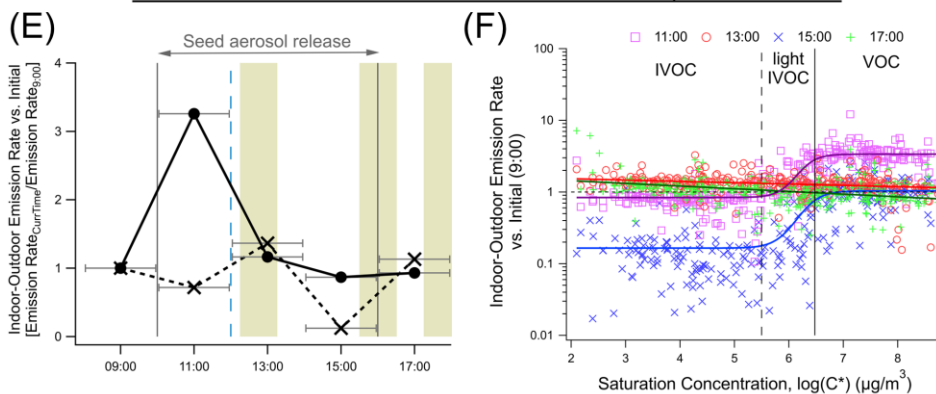 (E)
Seed aerosol release
Indoor-Outdoor Emission Rate vs. Initial
[Emission Rate_CurrTime/Emission Rate_9:00]
4
3
2
1
0
09:00 11:00 13:00 15:00 17:00
(F)
11:00 13:00 15:00 17:00
IVOC light IVOC VOC
Indoor-Outdoor Emission Rate
vs. Initial (9:00)
100
10
1
0.1
0.01
2 3 4 5 6 7 8
Saturation Concentration, log(C*) (µg/m³)